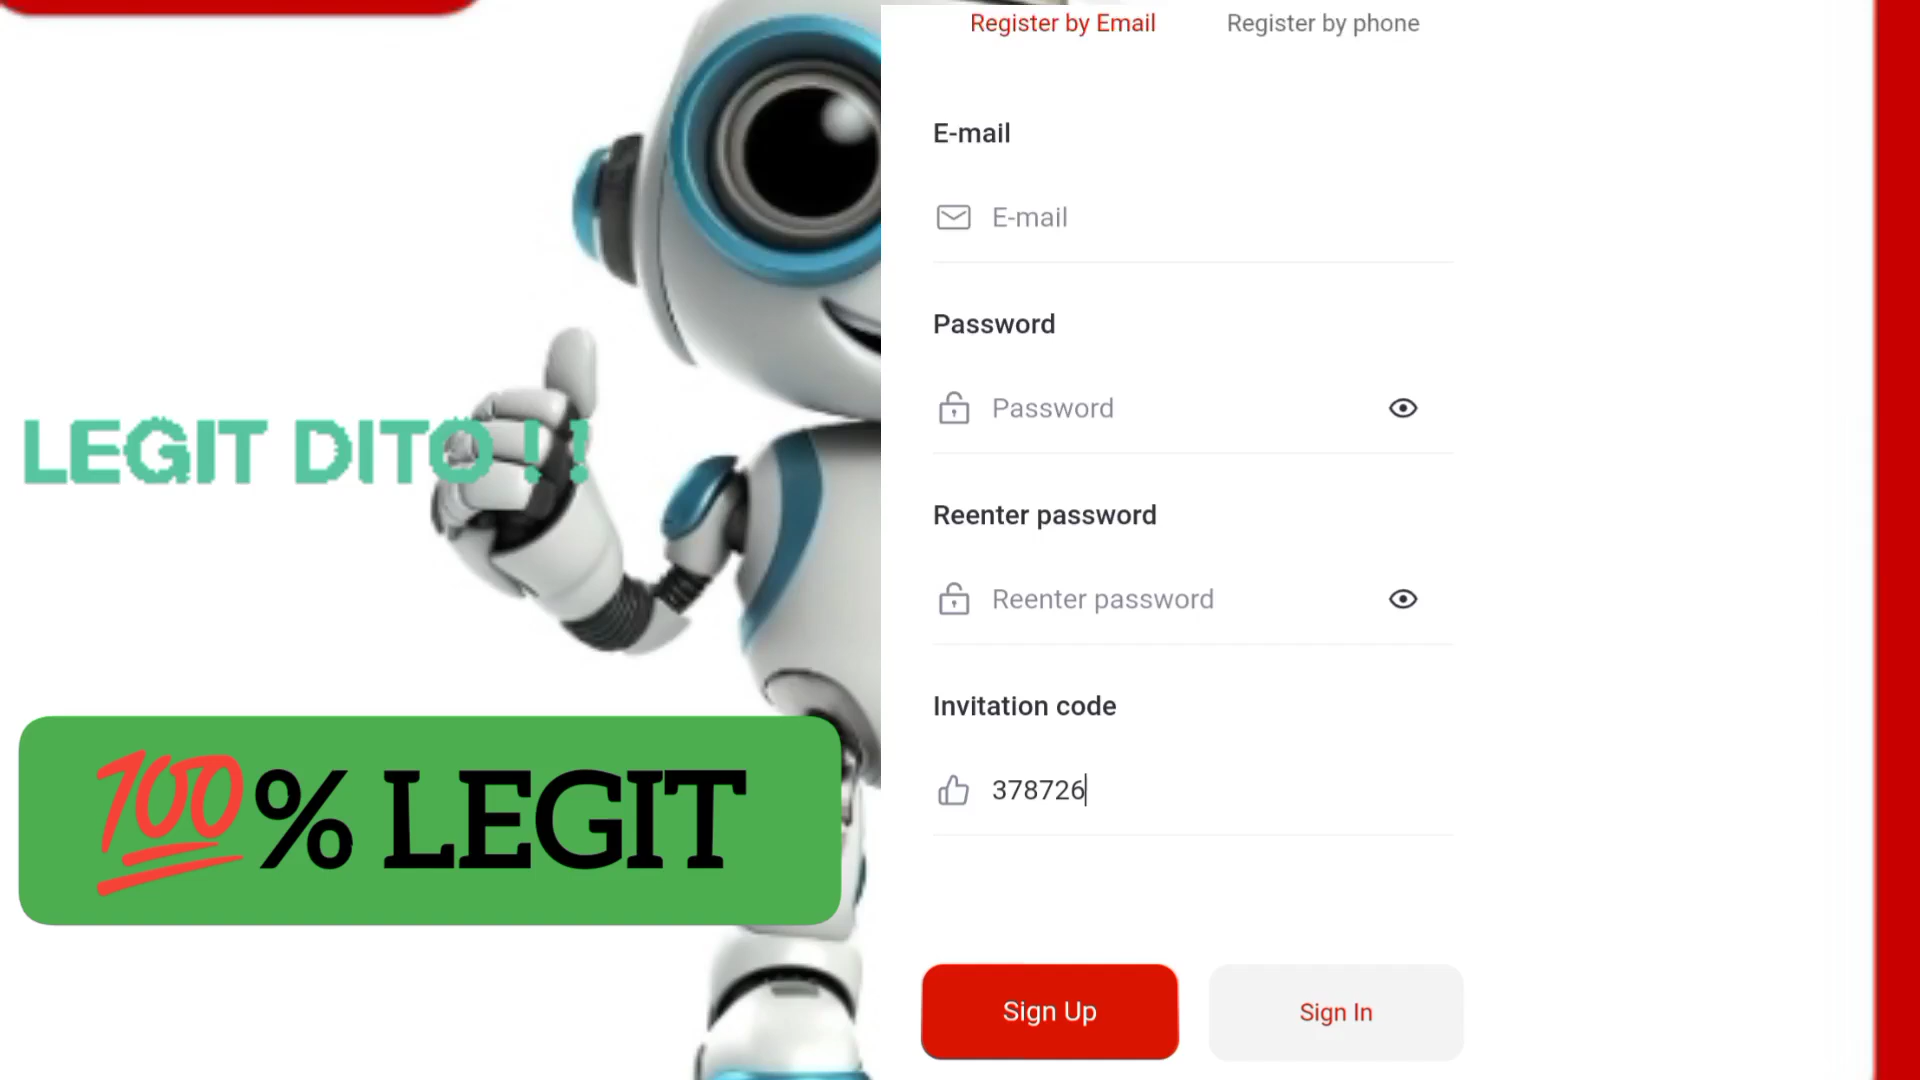 LEGIT DITO !!
💯% LEGIT
Register by Email
Register by phone
E-mail
E-mail
Password
Password
Reenter password
Reenter password
Invitation code
378726
Sign Up
Sign In